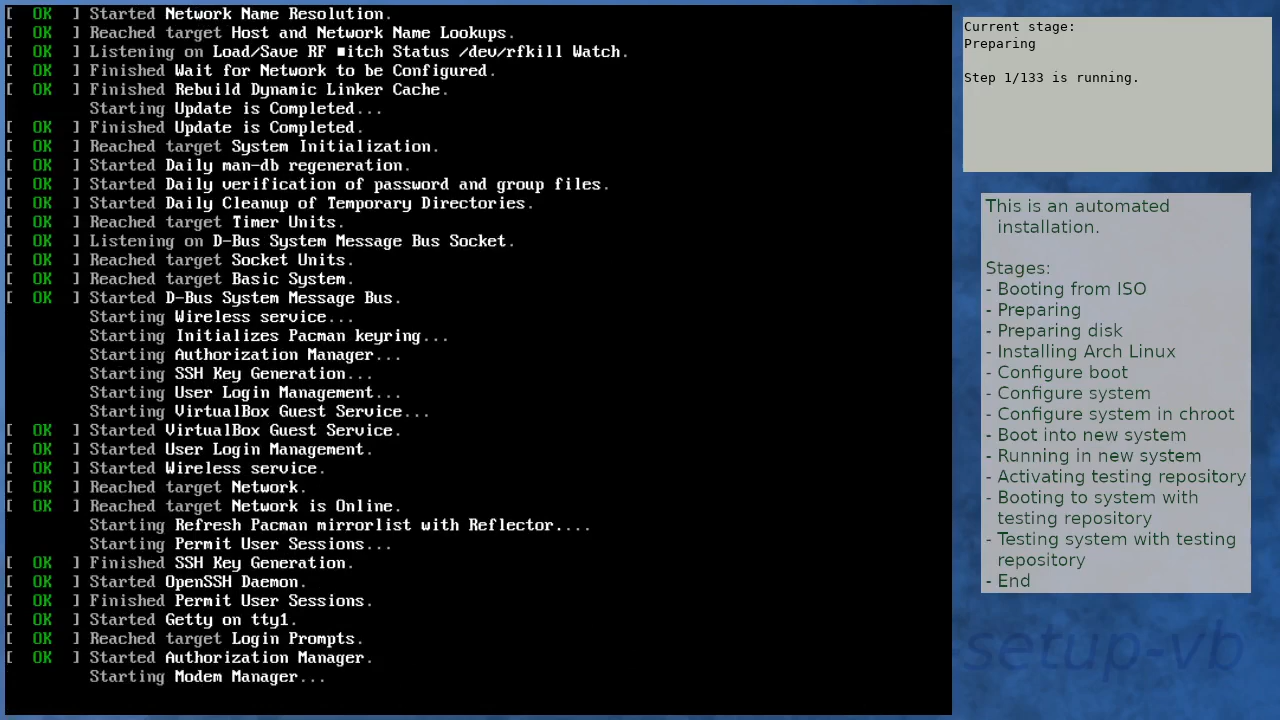 [  OK  ] Started Network Name Resolution.
[  OK  ] Reached target Host and Network Name Lookups.
[  OK  ] Listening on Load/Save RF ■itch Status /dev/rfkill Watch.
[  OK  ] Finished Wait for Network to be Configured.
[  OK  ] Finished Rebuild Dynamic Linker Cache.
Starting Update is Completed...
[  OK  ] Finished Update is Completed.
[  OK  ] Reached target System Initialization.
[  OK  ] Started Daily man-db regeneration.
[  OK  ] Started Daily verification of password and group files.
[  OK  ] Started Daily Cleanup of Temporary Directories.
[  OK  ] Reached target Timer Units.
[  OK  ] Listening on D-Bus System Message Bus Socket.
[  OK  ] Reached target Socket Units.
[  OK  ] Reached target Basic System.
[  OK  ] Started D-Bus System Message Bus.
Starting Wireless service...
Starting Initializes Pacman keyring...
Starting Authorization Manager...
Starting SSH Key Generation...
Starting User Login Management...
Starting VirtualBox Guest Service...
[  OK  ] Started VirtualBox Guest Service.
[  OK  ] Started User Login Management.
[  OK  ] Started Wireless service.
[  OK  ] Reached target Network.
[  OK  ] Reached target Network is Online.
Starting Refresh Pacman mirrorlist with Reflector....
Starting Permit User Sessions...
[  OK  ] Finished SSH Key Generation.
[  OK  ] Started OpenSSH Daemon.
[  OK  ] Finished Permit User Sessions.
[  OK  ] Started Getty on tty1.
[  OK  ] Reached target Login Prompts.
[  OK  ] Started Authorization Manager.
Starting Modem Manager...
Current stage:
Preparing
Step 1/133 is running.
This is an automated
installation.
Stages:
- Booting from ISO
- Preparing
- Preparing disk
- Installing Arch Linux
- Configure boot
- Configure system
- Configure system in chroot
- Boot into new system
- Running in new system
- Activating testing repository
- Booting to system with
testing repository
- Testing system with testing
repository
- End
setup-vb